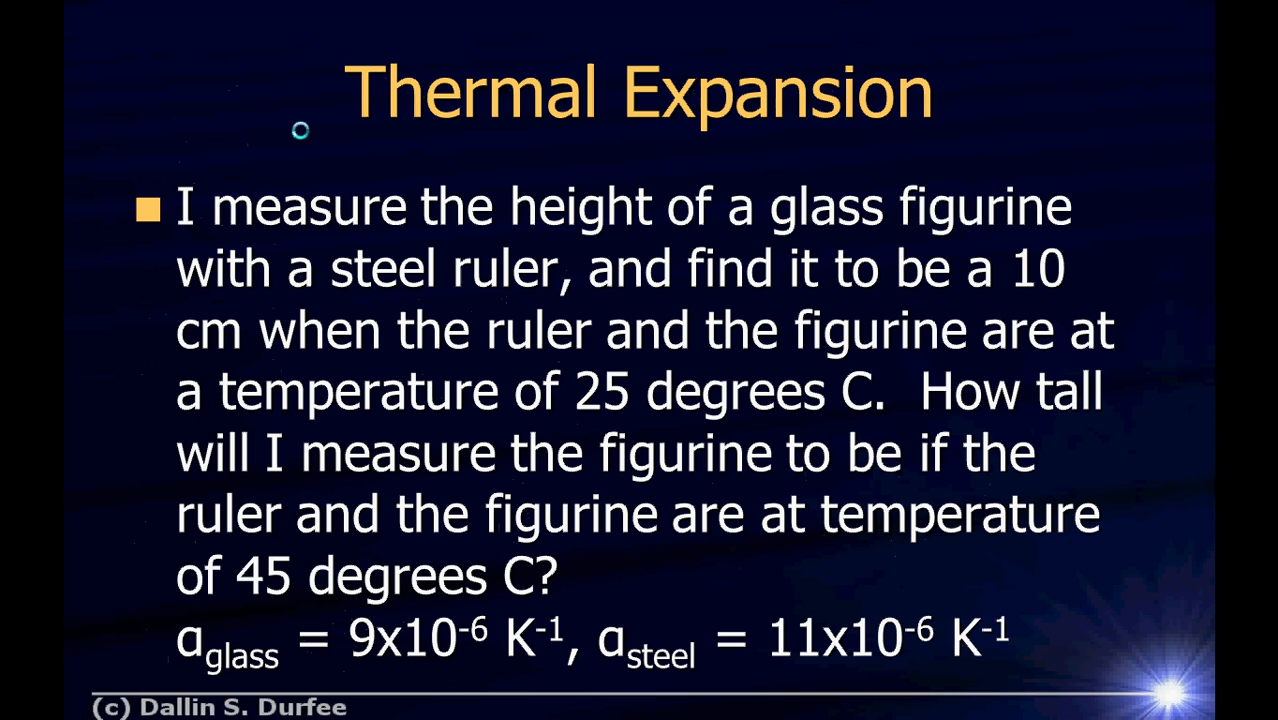 Thermal Expansion
I measure the height of a glass figurine
with a steel ruler, and find it to be a 10
cm when the ruler and the figurine are at
a temperature of 25 degrees C.  How tall
will I measure the figurine to be if the
ruler and the figurine are at temperature
of 45 degrees C?
αglass = 9x10⁻⁶ K⁻¹, αsteel = 11x10⁻⁶ K⁻¹
(c) Dallin S. Durfee